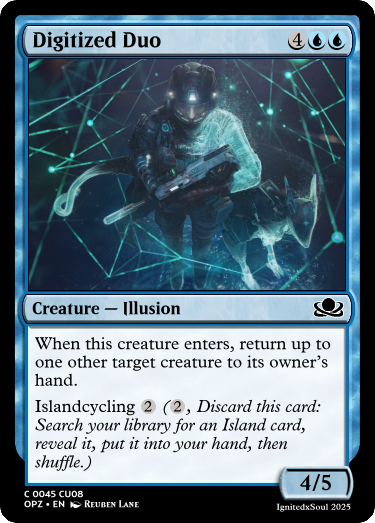 Digitized Duo 4
Creature — Illusion
When this creature enters, return up to
one other target creature to its owner's
hand.
Islandcycling 2 (2, Discard this card:
Search your library for an Island card,
reveal it, put it into your hand, then
shuffle.)
4/5
C 0045 CU08
OPZ • EN Reuben Lane
IgnitedxSoul 2025